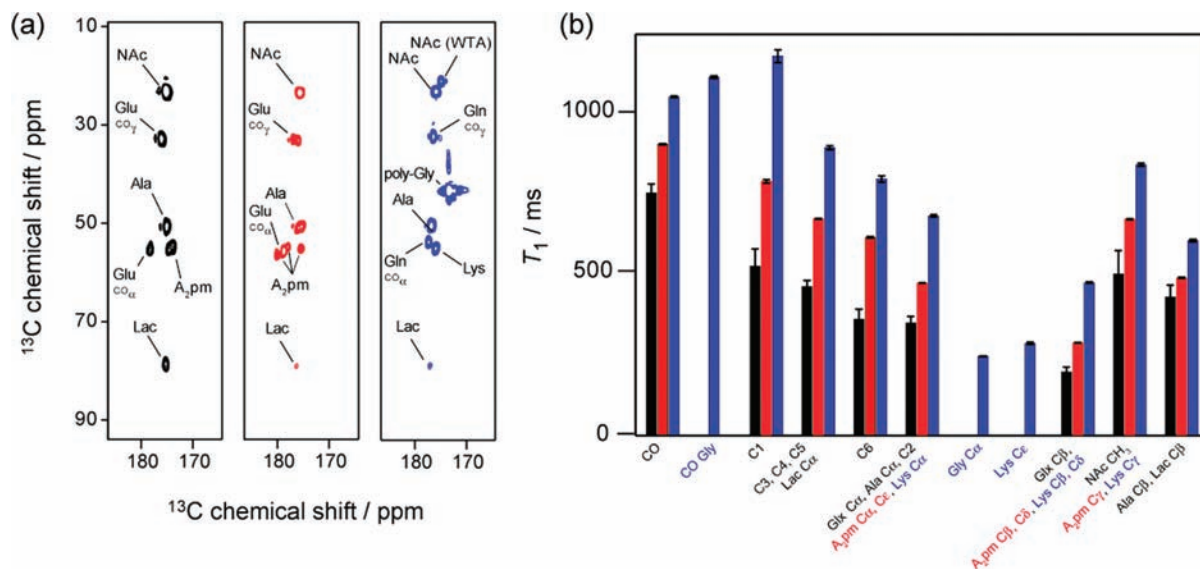 (a)
¹³C chemical shift / ppm
10
30
50
70
90
NAc
Glu
COγ
Ala
Glu
COα
A₂pm
Lac
180 170
NAc
Glu
COγ
Ala
Glu
COα
A₂pm
Lac
180 170
NAc (WTA)
NAc
Gln
COγ
poly-Gly
Ala
Gln
COα
Lys
Lac
180 170
¹³C chemical shift / ppm
(b)
T₁ / ms
1000
500
0
CO
CO Gly
C1
C3, C4, C5
Lac Cα
C6
Glx Cα, Ala Cα, C2
A₂pm Cα, Cε, Lys Cα
Gly Cα
Lys Cε
Glx Cβ,
A₂pm Cβ, Cδ, Lys Cβ, Cδ
NAc CH₃
A₂pm Cγ, Lys Cγ
Ala Cβ, Lac Cβ